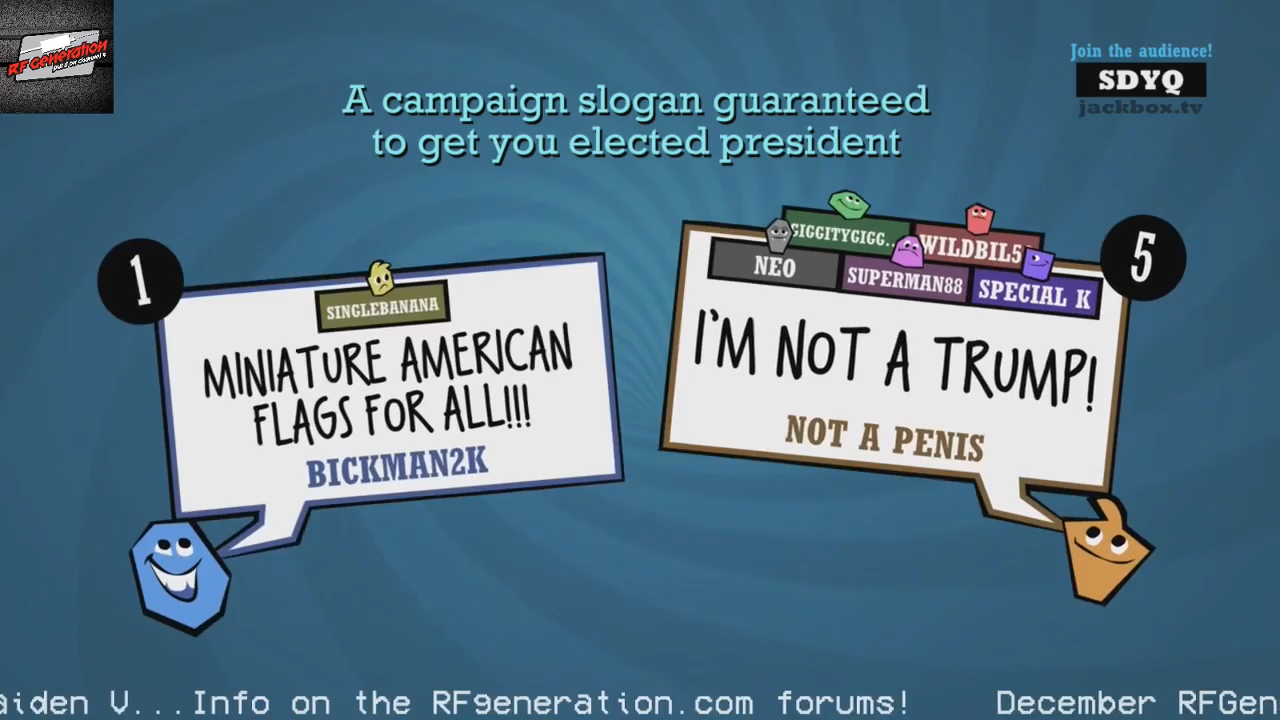 RF Generation
Join the audience!
SDYQ
jackbox.tv
A campaign slogan guaranteed
to get you elected president
1
SINGLEBANANA
MINIATURE AMERICAN
FLAGS FOR ALL!!!
BICKMAN2K
GIGGITYGIGG...
WILDBIL5
NEO
SUPERMAN88
SPECIAL K
5
I'M NOT A TRUMP!
NOT A PENIS
aiden V...Info on the RFgeneration.com forums! December RFGen